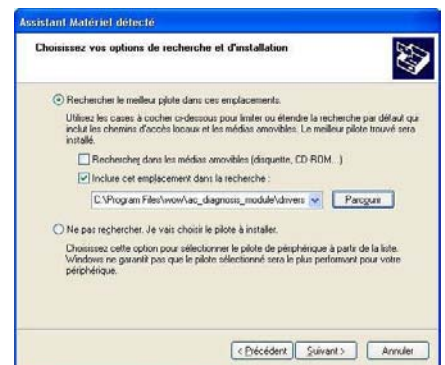 Assistant Matériel détecté
Choisissez vos options de recherche et d'installation
Rechercher le meilleur pilote dans ces emplacements.
Utilisez les cases à cocher ci-dessous pour limiter ou étendre la recherche par défaut qui
inclut les chemins d'accès locaux et les médias amovibles. Le meilleur pilote trouvé sera
installé.
Rechercher dans les médias amovibles (disquette, CD-ROM...)
Inclure cet emplacement dans la recherche :
C:\Program Files\wow\ac_diagnosis_module\drivers
Parcourir
Ne pas rechercher. Je vais choisir le pilote à installer.
Choisissez cette option pour sélectionner le pilote de périphérique à partir de la liste.
Windows ne garantit pas que le pilote sélectionné sera le plus performant pour votre
périphérique.
< Précédent
Suivant >
Annuler